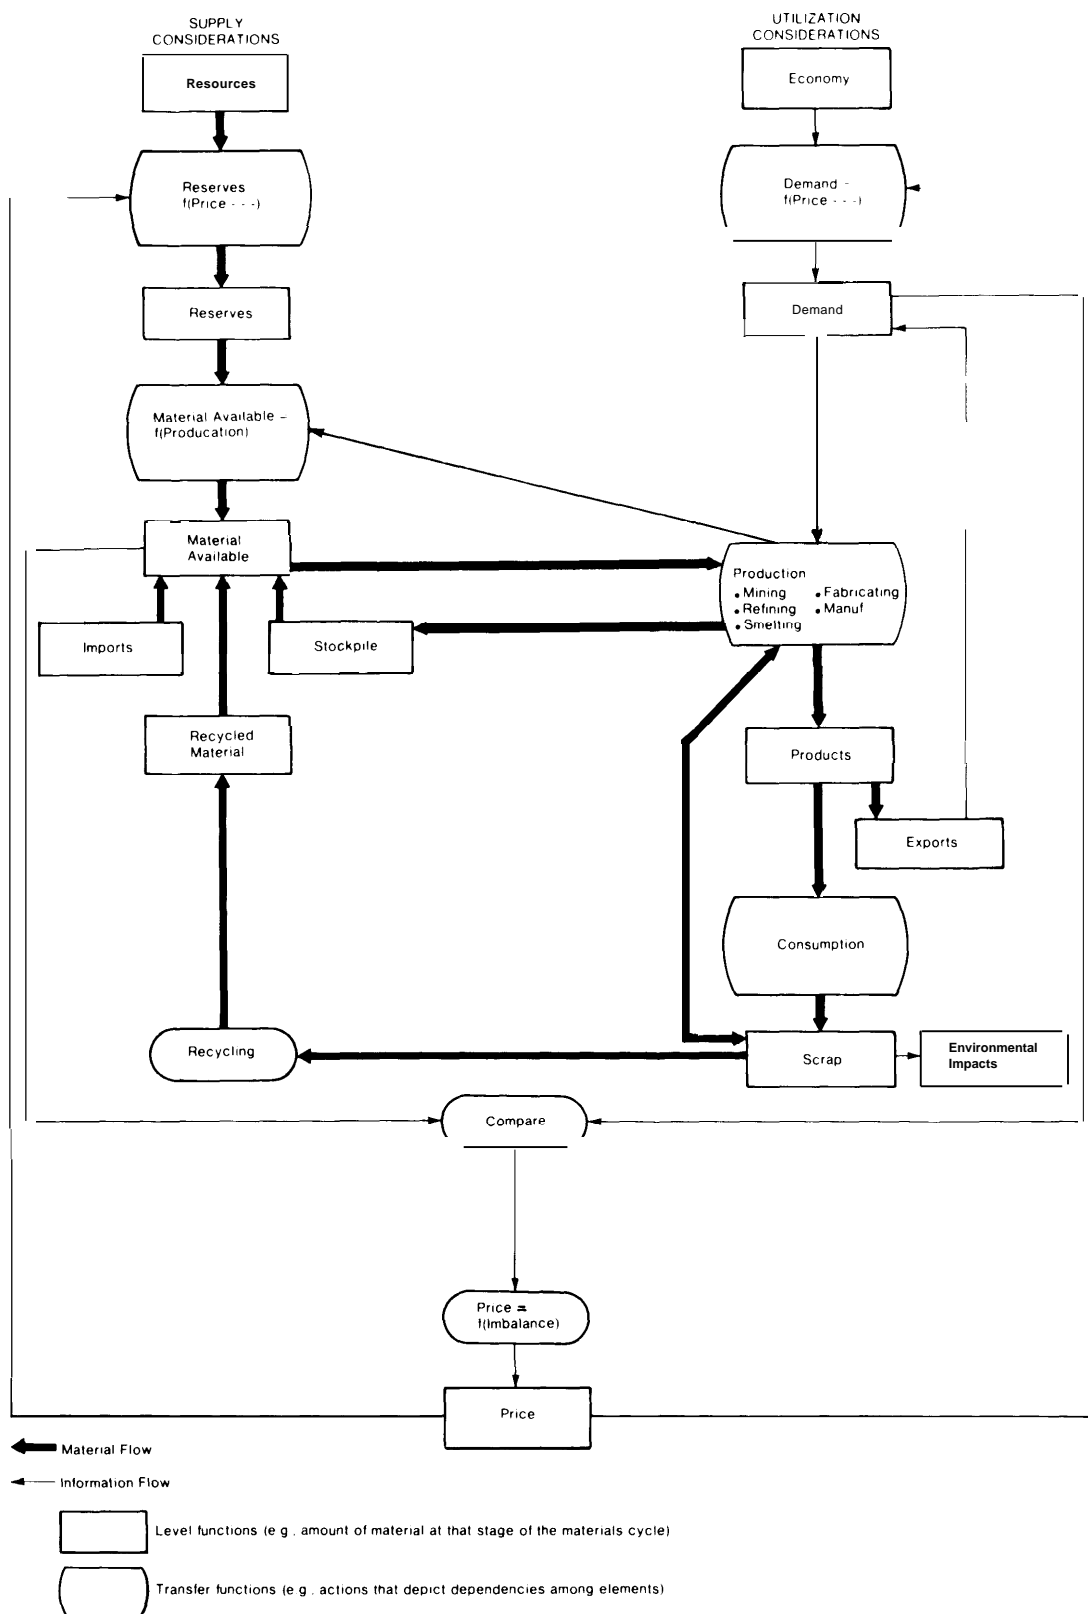 SUPPLY
CONSIDERATIONS
UTILIZATION
CONSIDERATIONS
Resources
Economy
Reserves
f(Price - - -)
Demand -
f(Price - - -)
Reserves
Demand
Material Available -
f(Producation)
Material
Available
Production
• Mining
• Refining
• Smelting
• Fabricating
• Manuf
Imports
Stockpile
Recycled
Material
Products
Exports
Consumption
Recycling
Scrap
Environmental
Impacts
Compare
Price =
f(Imbalance)
Price
Material Flow
Information Flow
Level functions (e g , amount of material at that stage of the materials cycle)
Transfer functions (e g . actions that depict dependencies among elements)